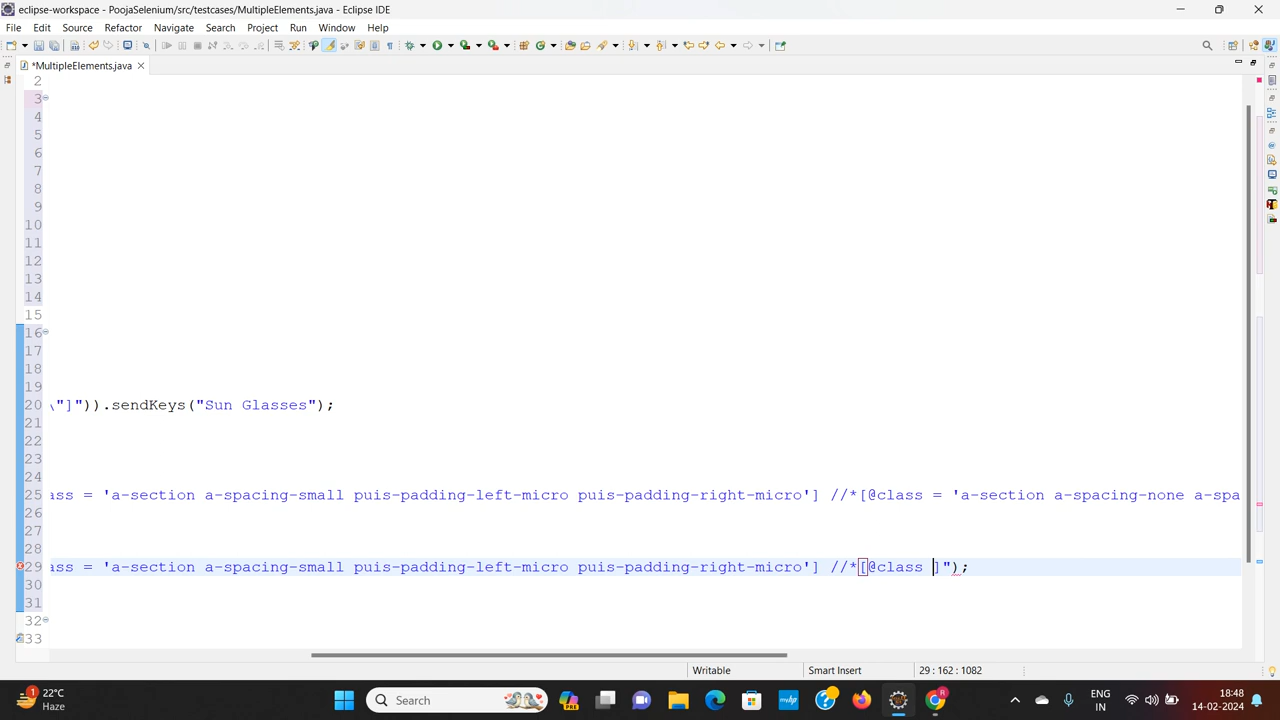 eclipse-workspace - PoojaSelenium/src/testcases/MultipleElements.java - Eclipse IDE
File Edit Source Refactor Navigate Search Project Run Window Help
*MultipleElements.java
2
3
4
5
6
7
8
9
10
11
12
13
14
15
16
17
18
19
20 \"]")).sendKeys("Sun Glasses");
21
22
23
24
25 ass = 'a-section a-spacing-small puis-padding-left-micro puis-padding-right-micro'] //*[@class = 'a-section a-spacing-none a-spa
26
27
28
29 ass = 'a-section a-spacing-small puis-padding-left-micro puis-padding-right-micro'] //*[@class ]");
30
31
32
33
Writable Smart Insert 29 : 162 : 1082
1 22°C Haze
Search
PRE
ENG IN
18:48
14-02-2024